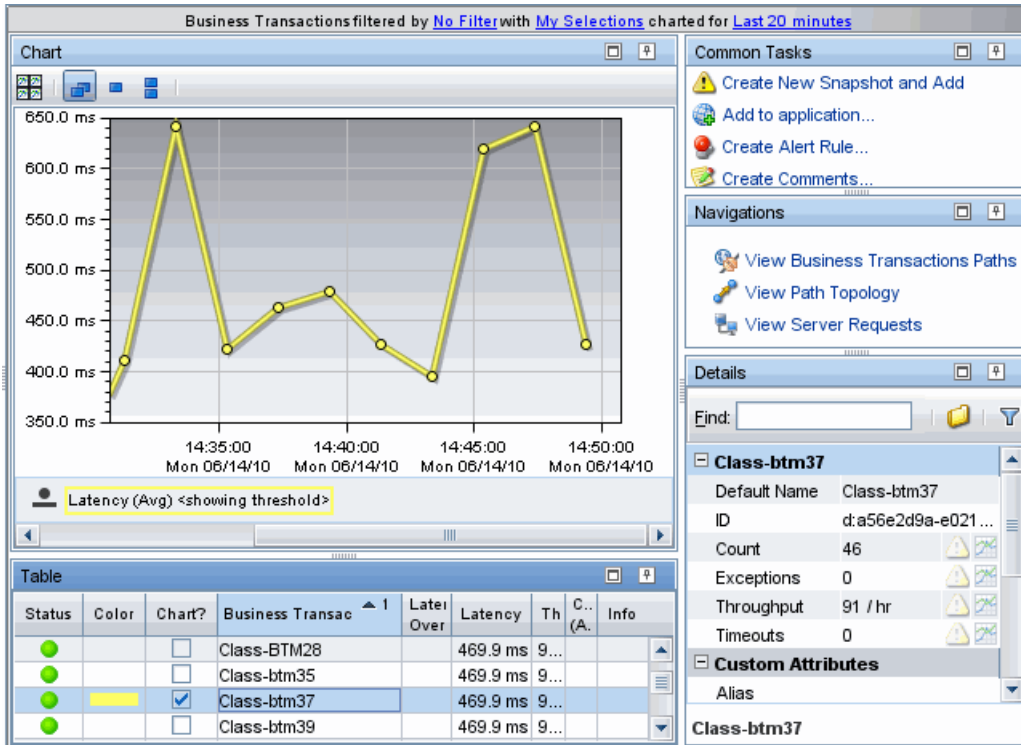 Business Transactions filtered by No Filter with My Selections charted for Last 20 minutes
Chart
650.0 ms
600.0 ms
550.0 ms
500.0 ms
450.0 ms
400.0 ms
350.0 ms
14:35:00 14:40:00 14:45:00 14:50:00
Mon 06/14/10 Mon 06/14/10 Mon 06/14/10 Mon 06/14/10
Latency (Avg) <showing threshold>
Table
Status Color Chart? Business Transac 1 Later Over Latency Th C.. (A. Info
Class-BTM28 469.9 ms 9...
Class-btm35 469.9 ms 9...
Class-btm37 469.9 ms 9...
Class-btm39 469.9 ms 9...
Common Tasks
Create New Snapshot and Add
Add to application...
Create Alert Rule...
Create Comments...
Navigations
View Business Transactions Paths
View Path Topology
View Server Requests
Details
Find:
Class-btm37
Default Name Class-btm37
ID d:a56e2d9a-e021...
Count 46
Exceptions 0
Throughput 91 / hr
Timeouts 0
Custom Attributes
Alias
Class-btm37